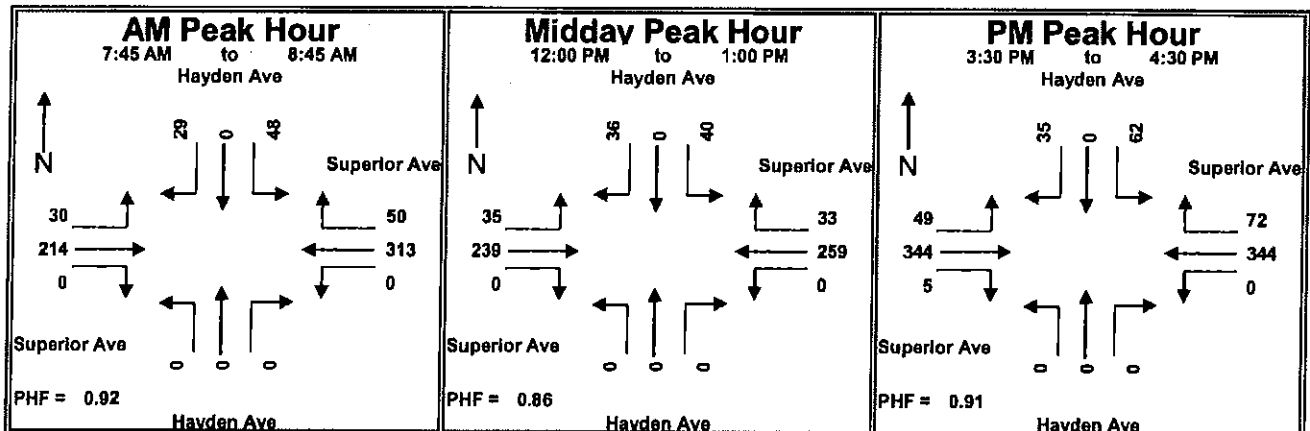 AM Peak Hour
7:45 AM to 8:45 AM
Hayden Ave
N
29 0 48
Superior Ave
30
214
0
50
313
0
Superior Ave
0 0 0
PHF = 0.92
Hayden Ave
Midday Peak Hour
12:00 PM to 1:00 PM
Hayden Ave
N
36 0 40
Superior Ave
35
239
0
33
259
0
Superior Ave
0 0 0
PHF = 0.86
Hayden Ave
PM Peak Hour
3:30 PM to 4:30 PM
Hayden Ave
N
35 0 62
Superior Ave
49
344
5
72
344
0
Superior Ave
0 0 0
PHF = 0.91
Hayden Ave